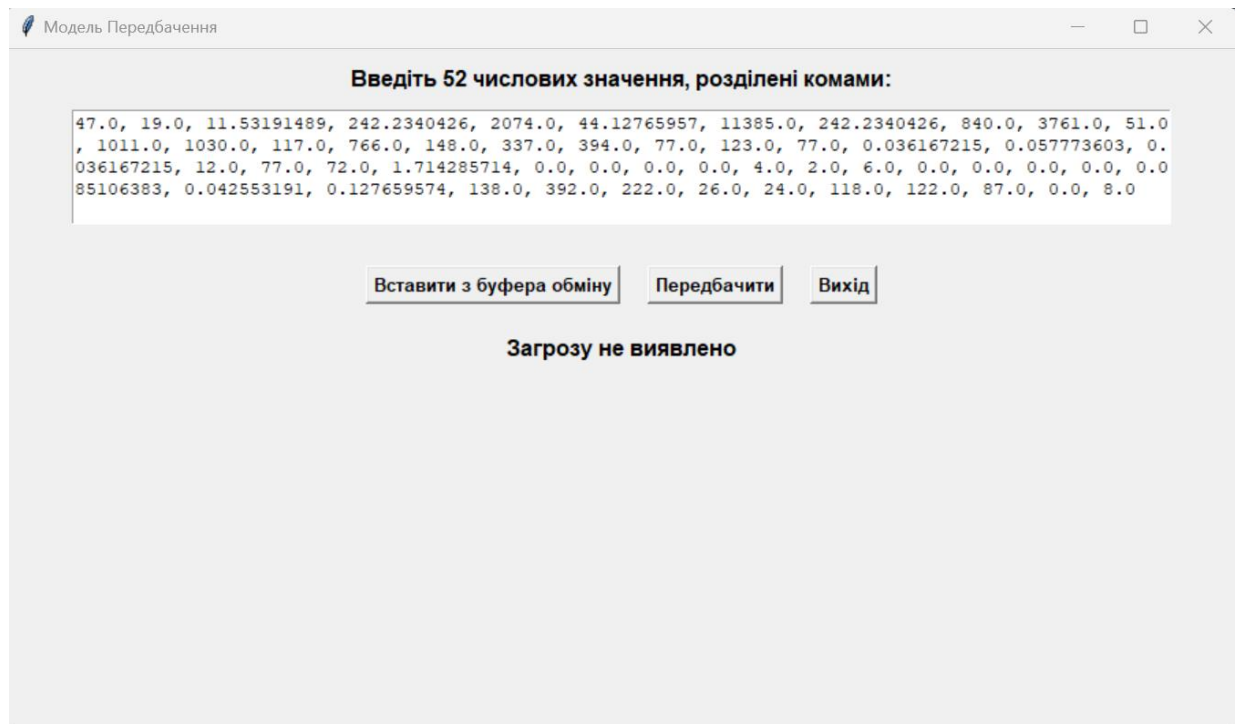 Модель Передбачення
Введіть 52 числових значення, розділені комами:
47.0, 19.0, 11.53191489, 242.2340426, 2074.0, 44.12765957, 11385.0, 242.2340426, 840.0, 3761.0, 51.0
, 1011.0, 1030.0, 117.0, 766.0, 148.0, 337.0, 394.0, 77.0, 123.0, 77.0, 0.036167215, 0.057773603, 0.
036167215, 12.0, 77.0, 72.0, 1.714285714, 0.0, 0.0, 0.0, 0.0, 4.0, 2.0, 6.0, 0.0, 0.0, 0.0, 0.0, 0.0
85106383, 0.042553191, 0.127659574, 138.0, 392.0, 222.0, 26.0, 24.0, 118.0, 122.0, 87.0, 0.0, 8.0
Вставити з буфера обміну Передбачити Вихід
Загрозу не виявлено